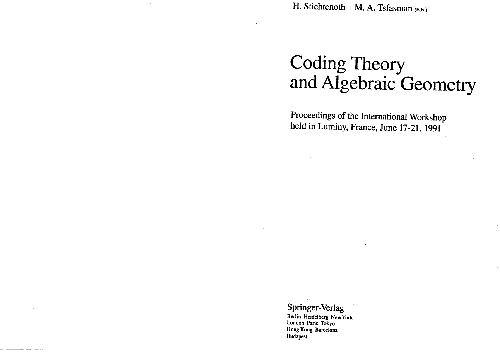 H. Stichtenoth M. A. Tsfasman (Eds.)
Coding Theory
and Algebraic Geometry
Proceedings of the International Workshop
held in Luminy, France, June 17-21, 1991
Springer-Verlag
Berlin Heidelberg New York
London Paris Tokyo
Hong Kong Barcelona
Budapest